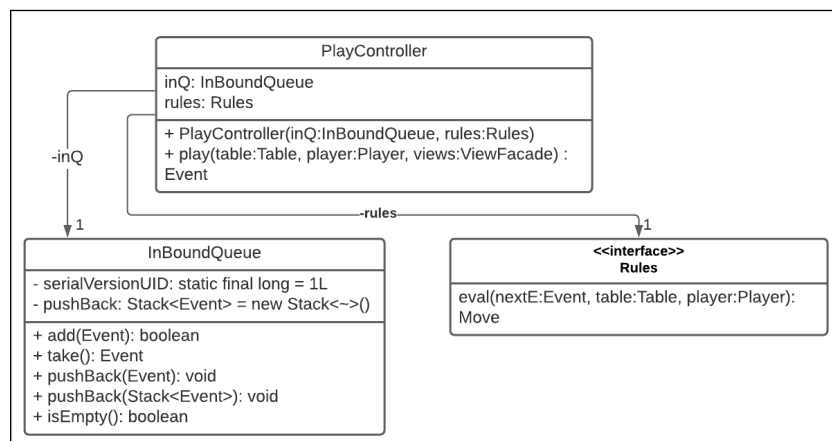 PlayController
inQ: InBoundQueue
rules: Rules
+ PlayController(inQ:InBoundQueue, rules:Rules)
+ play(table:Table, player:Player, views:ViewFacade) :
Event
-inQ
1
-rules
1
InBoundQueue
- serialVersionUID: static final long = 1L
- pushBack: Stack<Event> = new Stack<~>()
+ add(Event): boolean
+ take(): Event
+ pushBack(Event): void
+ pushBack(Stack<Event>): void
+ isEmpty(): boolean
<<interface>>
Rules
eval(nextE:Event, table:Table, player:Player):
Move